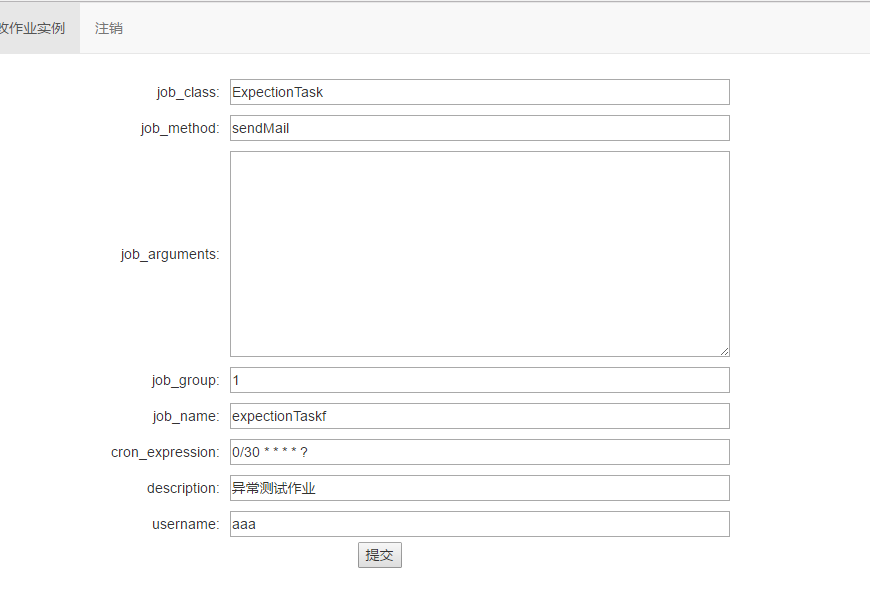 改作业实例 注销
job_class: ExpectionTask
job_method: sendMail
job_arguments:
job_group: 1
job_name: expectionTaskf
cron_expression: 0/30 * * * * ?
description: 异常测试作业
username: aaa
提交